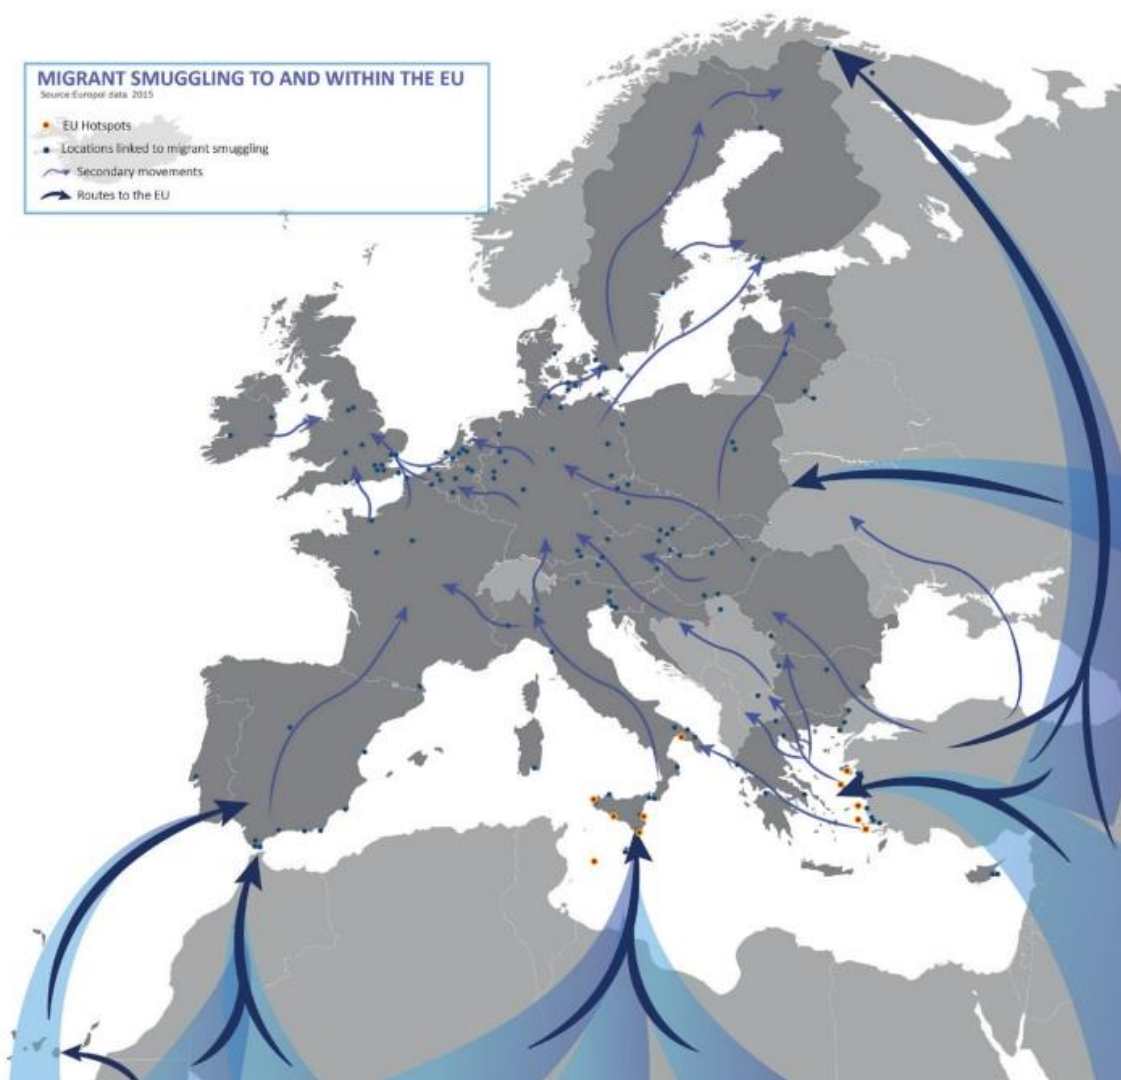 MIGRANT SMUGGLING TO AND WITHIN THE EU
Source Europol data 2015
EU Hotspots
Locations linked to migrant smuggling
Secondary movements
Routes to the EU